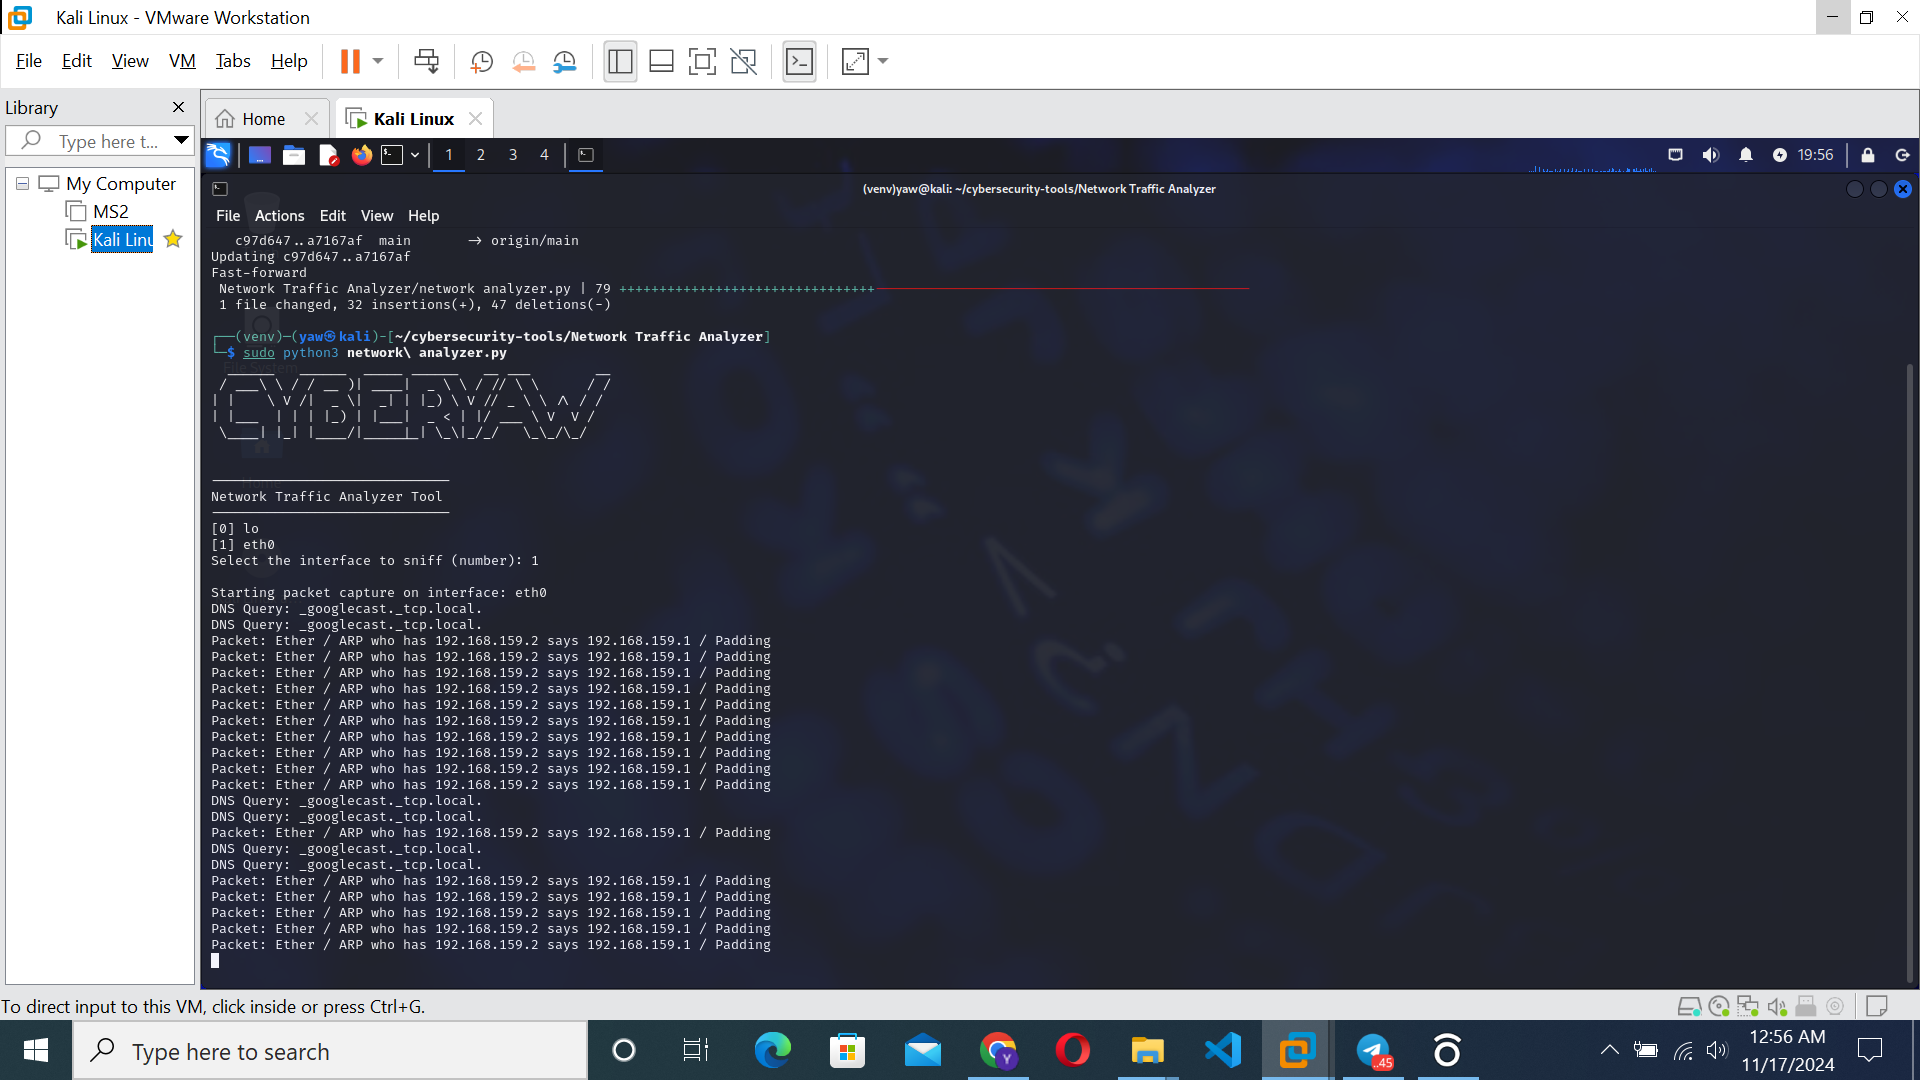 Kali Linux - VMware Workstation
File Edit View VM Tabs Help
Library
Type here t...
My Computer
MS2
Kali Linu
Home
Kali Linux
1 2 3 4
19:56
(venv)yaw@kali: ~/cybersecurity-tools/Network Traffic Analyzer
File Actions Edit View Help
c97d647..a7167af  main       -> origin/main
Updating c97d647..a7167af
Fast-forward
 Network Traffic Analyzer/network analyzer.py | 79 ++++++++++++++++++++++++++++++++-----------------------------------------------
 1 file changed, 32 insertions(+), 47 deletions(-)
┌──(venv)─(yaw㉿kali)-[~/cybersecurity-tools/Network Traffic Analyzer]
└─$ sudo python3 network\ analyzer.py
CYBERYAW
Network Traffic Analyzer Tool
[0] lo
[1] eth0
Select the interface to sniff (number): 1
Starting packet capture on interface: eth0
DNS Query: _googlecast._tcp.local.
DNS Query: _googlecast._tcp.local.
Packet: Ether / ARP who has 192.168.159.2 says 192.168.159.1 / Padding
Packet: Ether / ARP who has 192.168.159.2 says 192.168.159.1 / Padding
Packet: Ether / ARP who has 192.168.159.2 says 192.168.159.1 / Padding
Packet: Ether / ARP who has 192.168.159.2 says 192.168.159.1 / Padding
Packet: Ether / ARP who has 192.168.159.2 says 192.168.159.1 / Padding
Packet: Ether / ARP who has 192.168.159.2 says 192.168.159.1 / Padding
Packet: Ether / ARP who has 192.168.159.2 says 192.168.159.1 / Padding
Packet: Ether / ARP who has 192.168.159.2 says 192.168.159.1 / Padding
Packet: Ether / ARP who has 192.168.159.2 says 192.168.159.1 / Padding
Packet: Ether / ARP who has 192.168.159.2 says 192.168.159.1 / Padding
DNS Query: _googlecast._tcp.local.
DNS Query: _googlecast._tcp.local.
Packet: Ether / ARP who has 192.168.159.2 says 192.168.159.1 / Padding
DNS Query: _googlecast._tcp.local.
DNS Query: _googlecast._tcp.local.
Packet: Ether / ARP who has 192.168.159.2 says 192.168.159.1 / Padding
Packet: Ether / ARP who has 192.168.159.2 says 192.168.159.1 / Padding
Packet: Ether / ARP who has 192.168.159.2 says 192.168.159.1 / Padding
Packet: Ether / ARP who has 192.168.159.2 says 192.168.159.1 / Padding
Packet: Ether / ARP who has 192.168.159.2 says 192.168.159.1 / Padding
To direct input to this VM, click inside or press Ctrl+G.
Type here to search
Y
..45
12:56 AM
11/17/2024